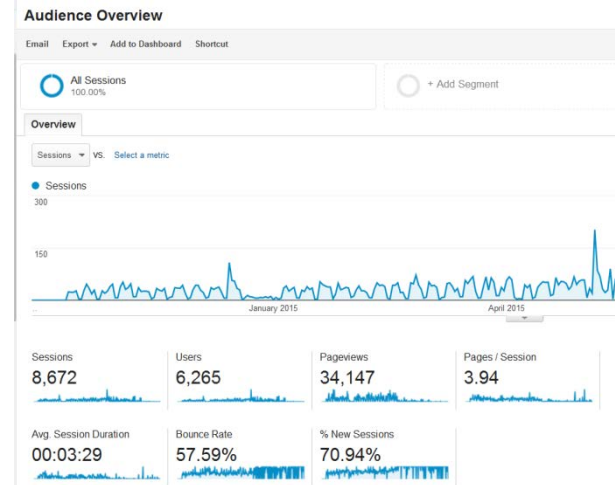 Audience Overview
Email Export Add to Dashboard Shortcut
All Sessions
100.00%
+ Add Segment
Overview
Sessions VS. Select a metric
Sessions
300
150
...
January 2015 April 2015
Sessions Users Pageviews Pages / Session
8,672 6,265 34,147 3.94
Avg. Session Duration Bounce Rate % New Sessions
00:03:29 57.59% 70.94%